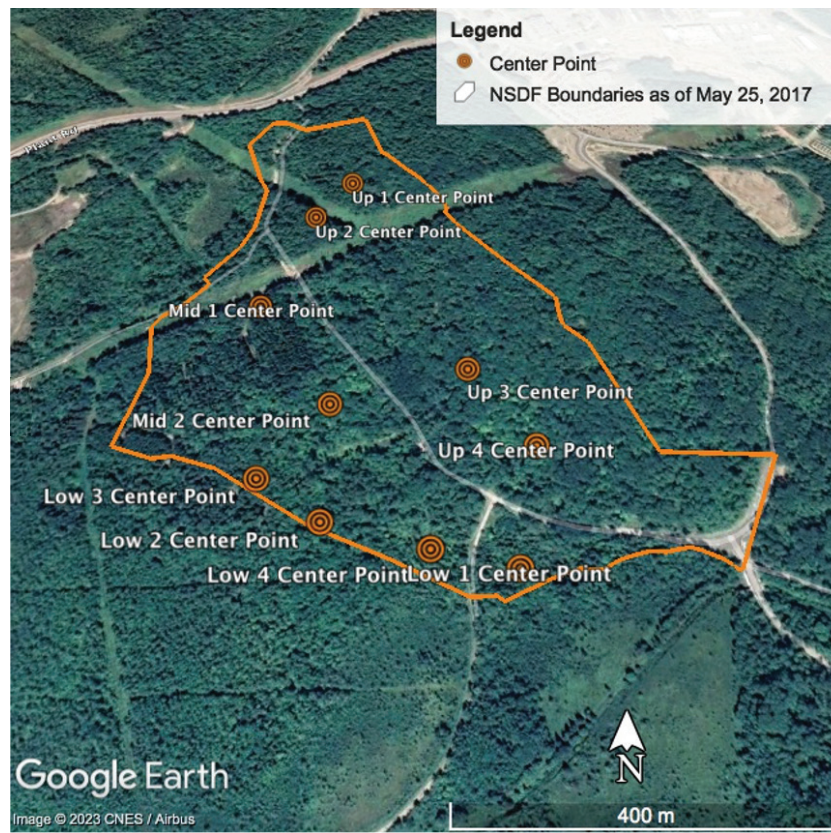 Legend
Center Point
NSDF Boundaries as of May 25, 2017
Plant Rd
Up 1 Center Point
Up 2 Center Point
Mid 1 Center Point
Up 3 Center Point
Mid 2 Center Point
Up 4 Center Point
Low 3 Center Point
Low 2 Center Point
Low 4 Center Point
Low 1 Center Point
N
Google Earth
400 m
Image © 2023 CNES / Airbus